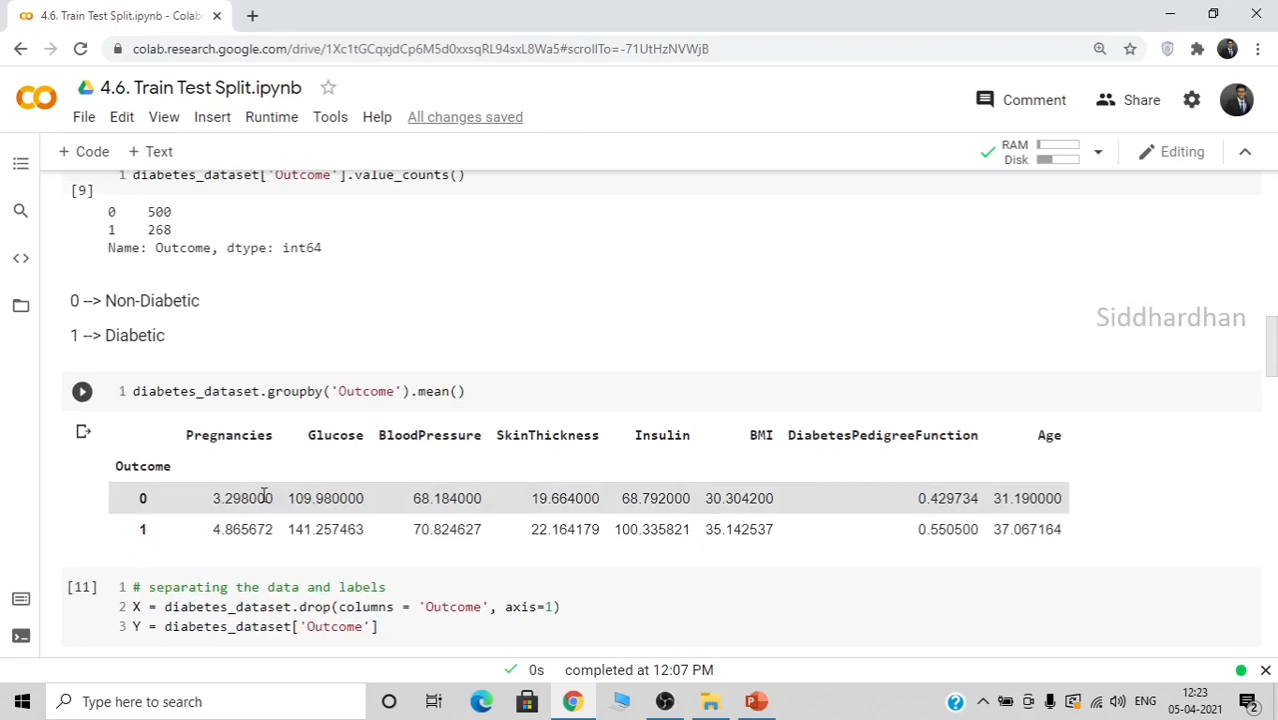 4.6. Train Test Split.ipynb - Colab
colab.research.google.com/drive/1Xc1tGCqxjdCp6M5d0xxsqRL94sxL8Wa5#scrollTo=-71UtHzNVWjB
4.6. Train Test Split.ipynb
Comment Share
File Edit View Insert Runtime Tools Help All changes saved
+ Code + Text
RAM
Disk
Editing
1 diabetes_dataset['Outcome'].value_counts()
[9]
0 500
1 268
Name: Outcome, dtype: int64
0 --> Non-Diabetic
Siddhardhan
1 --> Diabetic
1 diabetes_dataset.groupby('Outcome').mean()
Pregnancies Glucose BloodPressure SkinThickness Insulin BMI DiabetesPedigreeFunction Age
Outcome
0 3.298000 109.980000 68.184000 19.664000 68.792000 30.304200 0.429734 31.190000
1 4.865672 141.257463 70.824627 22.164179 100.335821 35.142537 0.550500 37.067164
[11] 1 # separating the data and labels
2 X = diabetes_dataset.drop(columns = 'Outcome', axis=1)
3 Y = diabetes_dataset['Outcome']
0s completed at 12:07 PM
Type here to search
ENG
12:23
05-04-2021
2